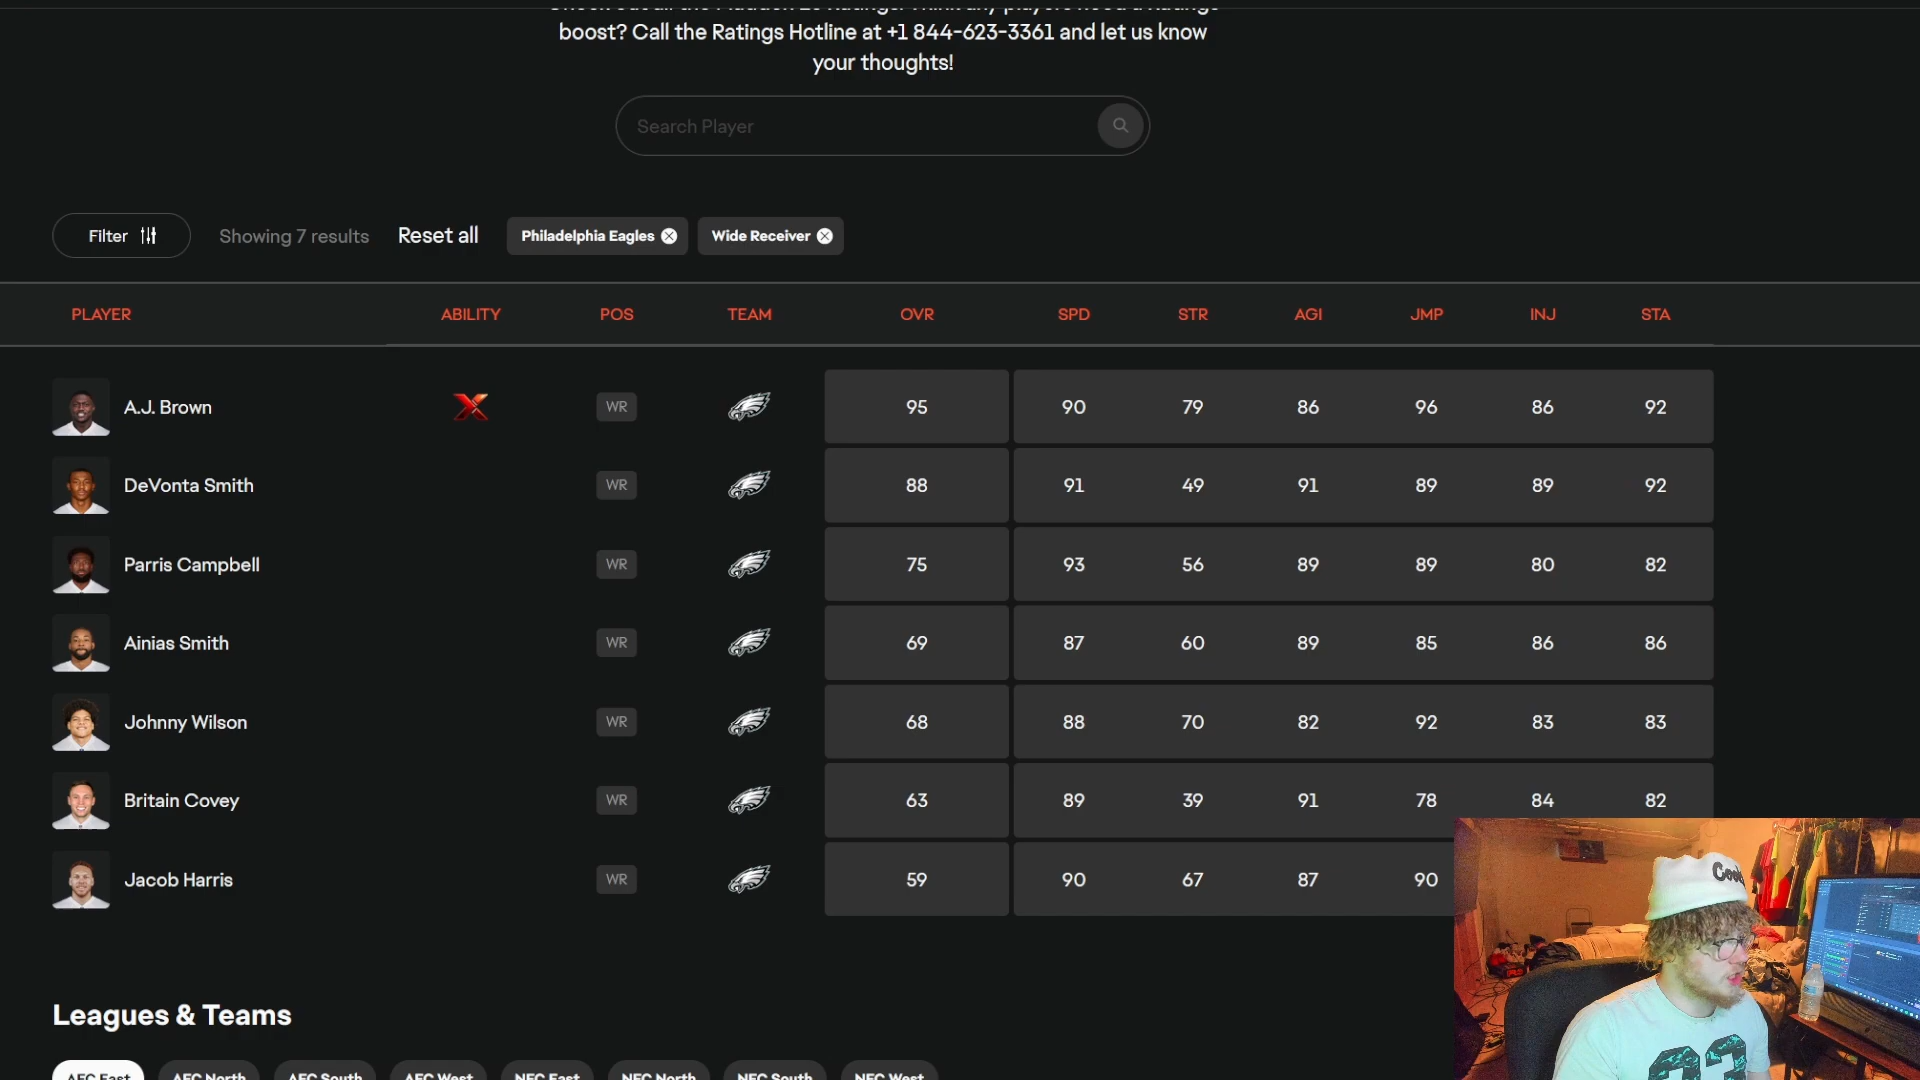 boost? Call the Ratings Hotline at +1 844-623-3361 and let us know
your thoughts!
Search Player
Filter Showing 7 results Reset all Philadelphia Eagles Wide Receiver
PLAYER ABILITY POS TEAM OVR SPD STR AGI JMP INJ STA
A.J. Brown WR 95 90 79 86 96 86 92
DeVonta Smith WR 88 91 49 91 89 89 92
Parris Campbell WR 75 93 56 89 89 80 82
Ainias Smith WR 69 87 60 89 85 86 86
Johnny Wilson WR 68 88 70 82 92 83 83
Britain Covey WR 63 89 39 91 78 84 82
Jacob Harris WR 59 90 67 87 90
Leagues & Teams
AFC East AFC North AFC South AFC West NFC East NFC North NFC South NFC West